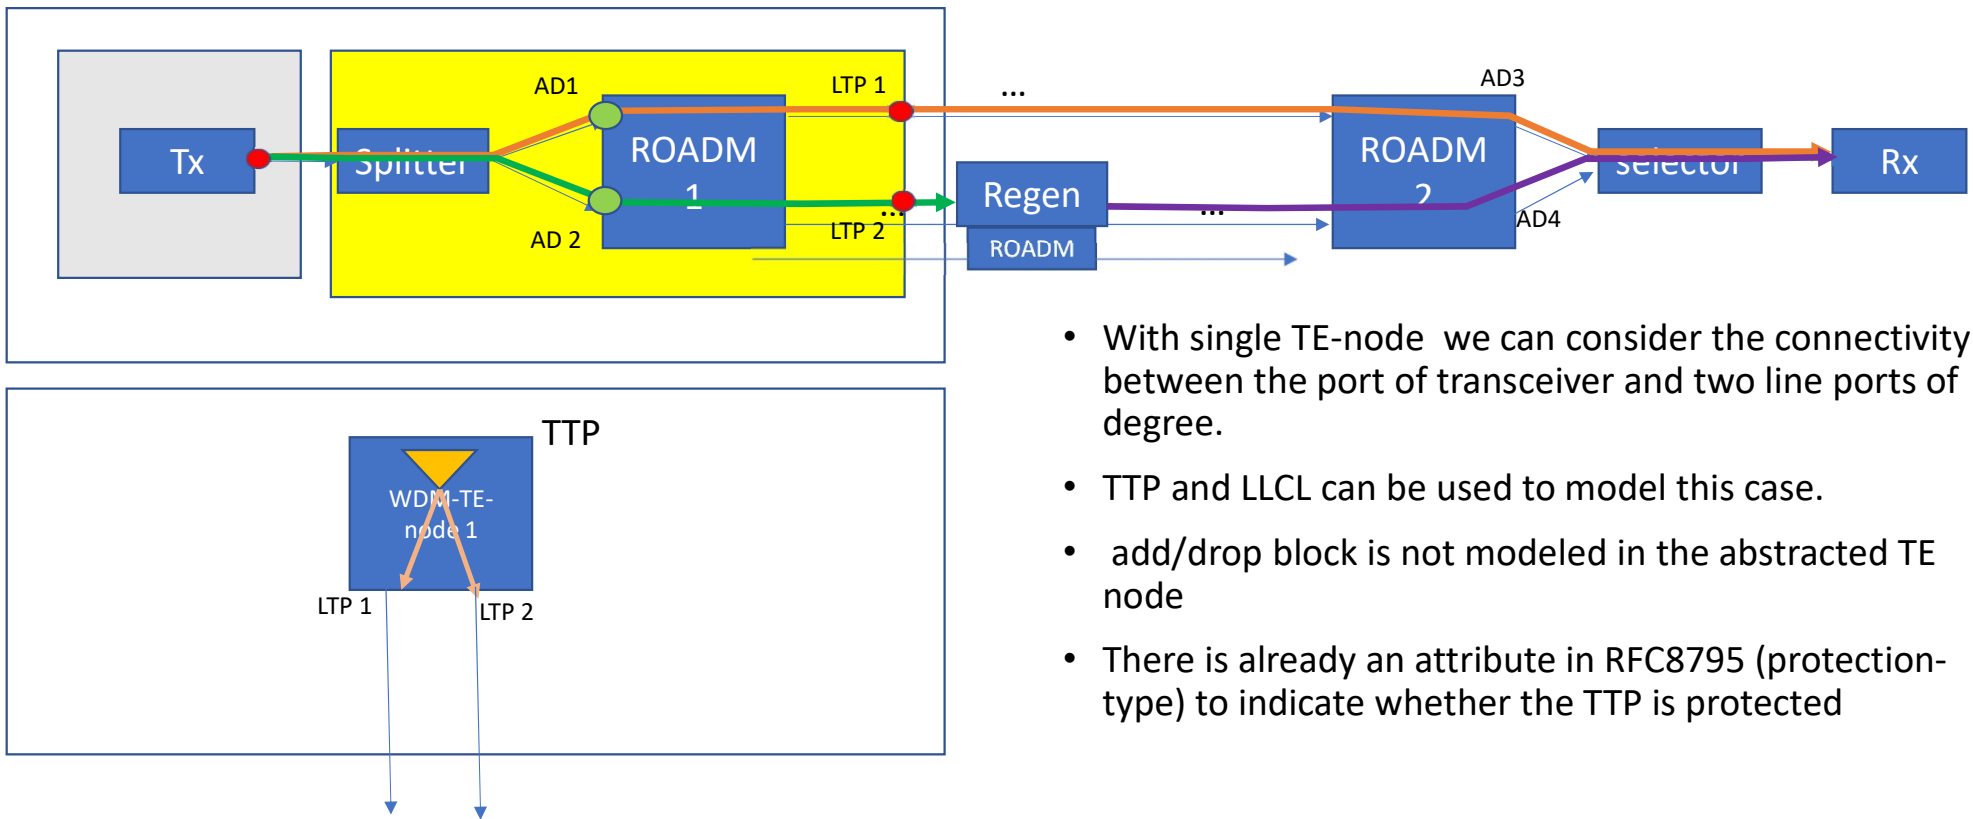 AD1
LTP 1
...
AD3
Tx
Splitter
ROADM
1
ROADM
2
selector
Rx
Regen
...
...
AD 2
LTP 2
ROADM
AD4
• With single TE-node we can consider the connectivity
between the port of transceiver and two line ports of
degree.
• TTP and LLCL can be used to model this case.
• add/drop block is not modeled in the abstracted TE
node
• There is already an attribute in RFC8795 (protection-
type) to indicate whether the TTP is protected
TTP
WDM-TE-
node 1
LTP 1
LTP 2